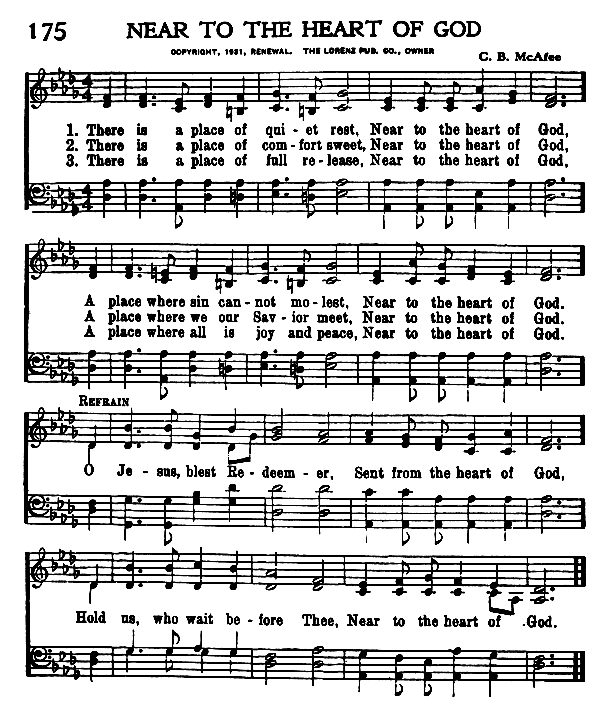 175 NEAR TO THE HEART OF GOD
COPYRIGHT, 1931, RENEWAL. THE LORENZ PUB. CO., OWNER
C. B. McAfee
1. There is a place of qui - et rest, Near to the heart of God,
2. There is a place of com - fort sweet, Near to the heart of God,
3. There is a place of full re - lease, Near to the heart of God,
A place where sin can - not mo - lest, Near to the heart of God.
A place where we our Sav - ior meet, Near to the heart of God.
A place where all is joy and peace, Near to the heart of God.
REFRAIN
O Je - sus, blest Re - deem - er, Sent from the heart of God,
Hold us, who wait be - fore Thee, Near to the heart of God.